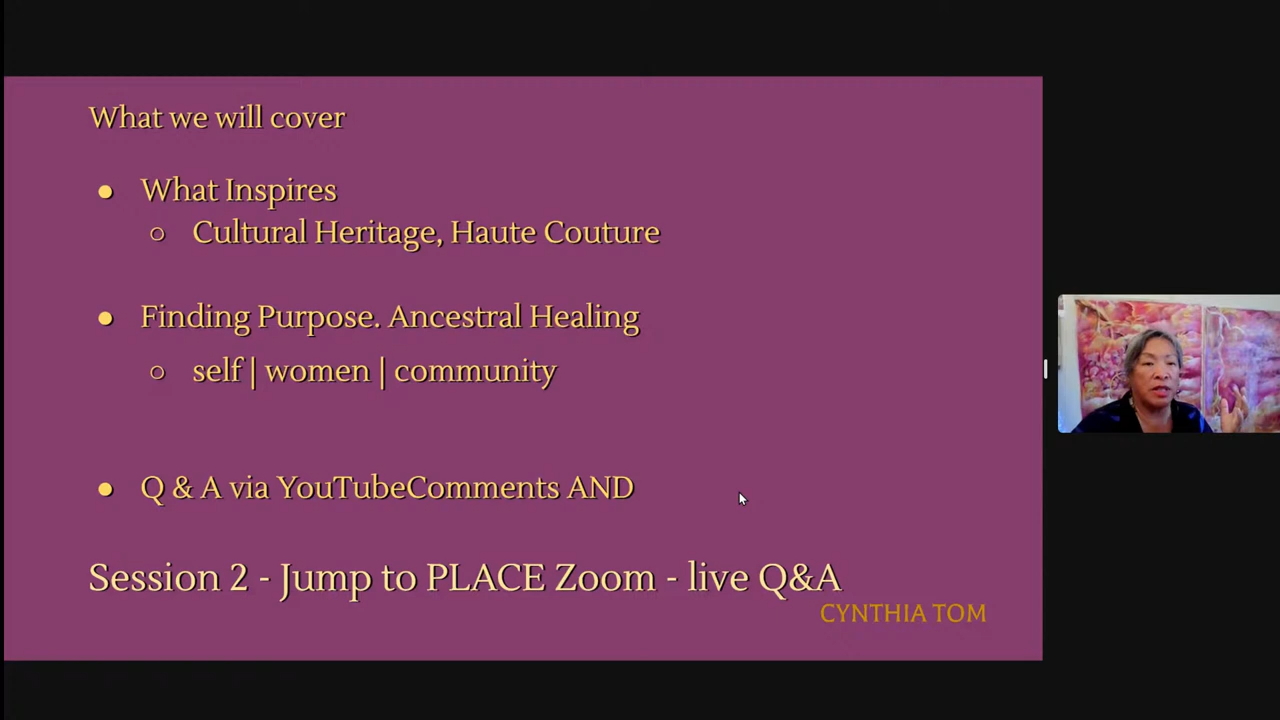 What we will cover
● What Inspires
○ Cultural Heritage, Haute Couture
● Finding Purpose. Ancestral Healing
○ self | women | community
● Q & A via YouTubeComments AND
Session 2 - Jump to PLACE Zoom - live Q&A
CYNTHIA TOM